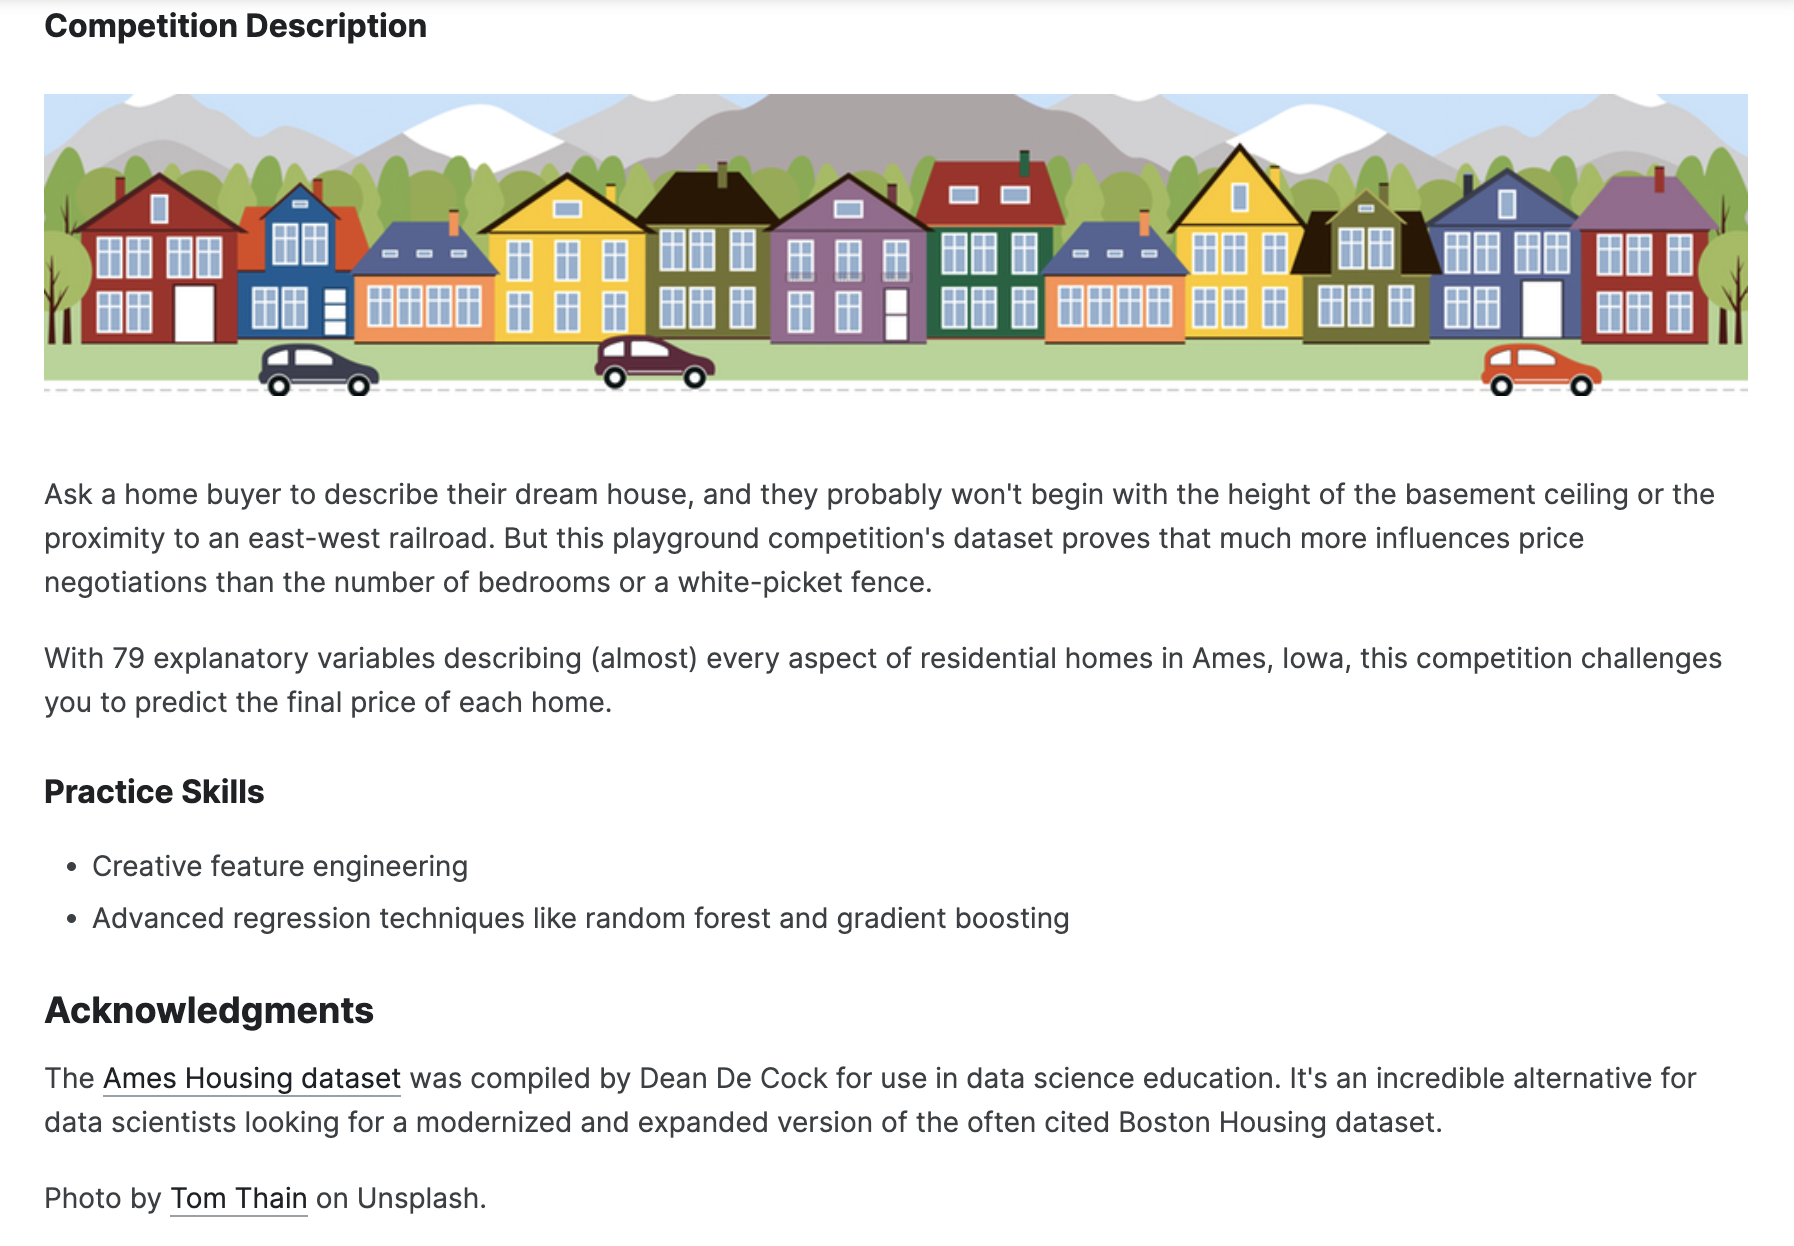 Competition Description
Ask a home buyer to describe their dream house, and they probably won't begin with the height of the basement ceiling or the
proximity to an east-west railroad. But this playground competition's dataset proves that much more influences price
negotiations than the number of bedrooms or a white-picket fence.
With 79 explanatory variables describing (almost) every aspect of residential homes in Ames, Iowa, this competition challenges
you to predict the final price of each home.
Practice Skills
• Creative feature engineering
• Advanced regression techniques like random forest and gradient boosting
Acknowledgments
The Ames Housing dataset was compiled by Dean De Cock for use in data science education. It's an incredible alternative for
data scientists looking for a modernized and expanded version of the often cited Boston Housing dataset.
Photo by Tom Thain on Unsplash.